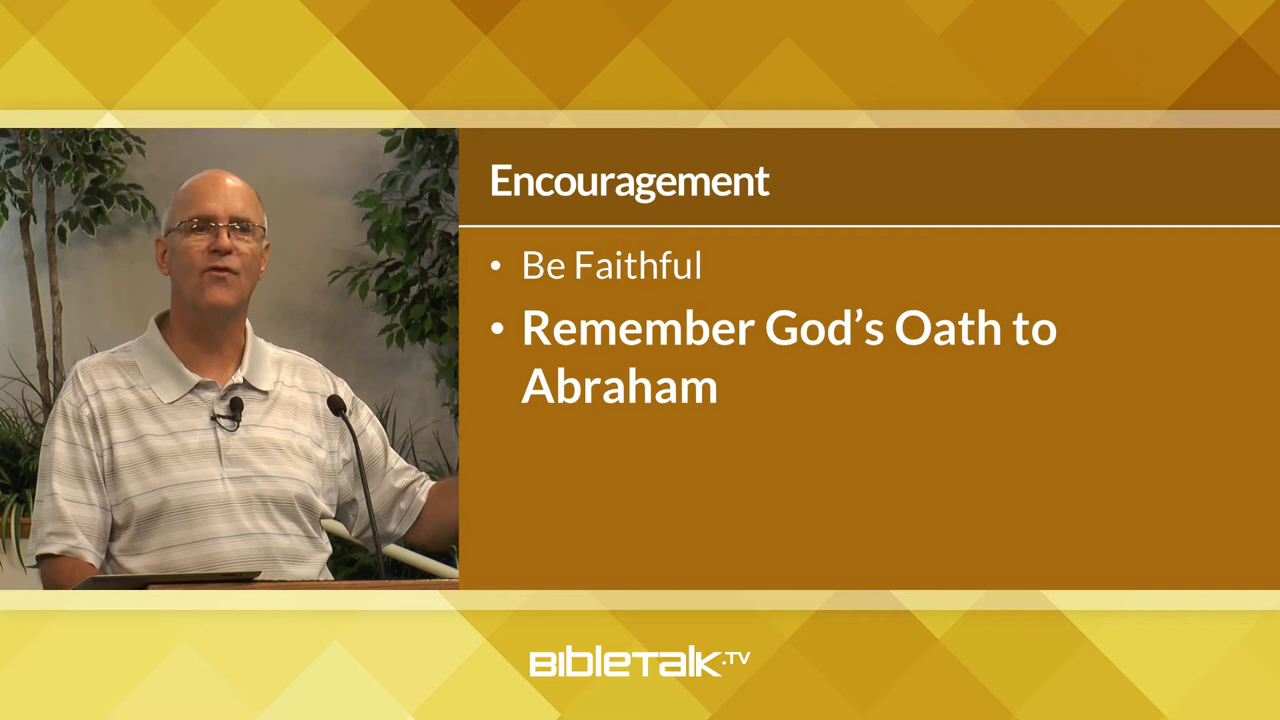 Encouragement
• Be Faithful
• Remember God’s Oath to
Abraham
BIBLETALK.TV